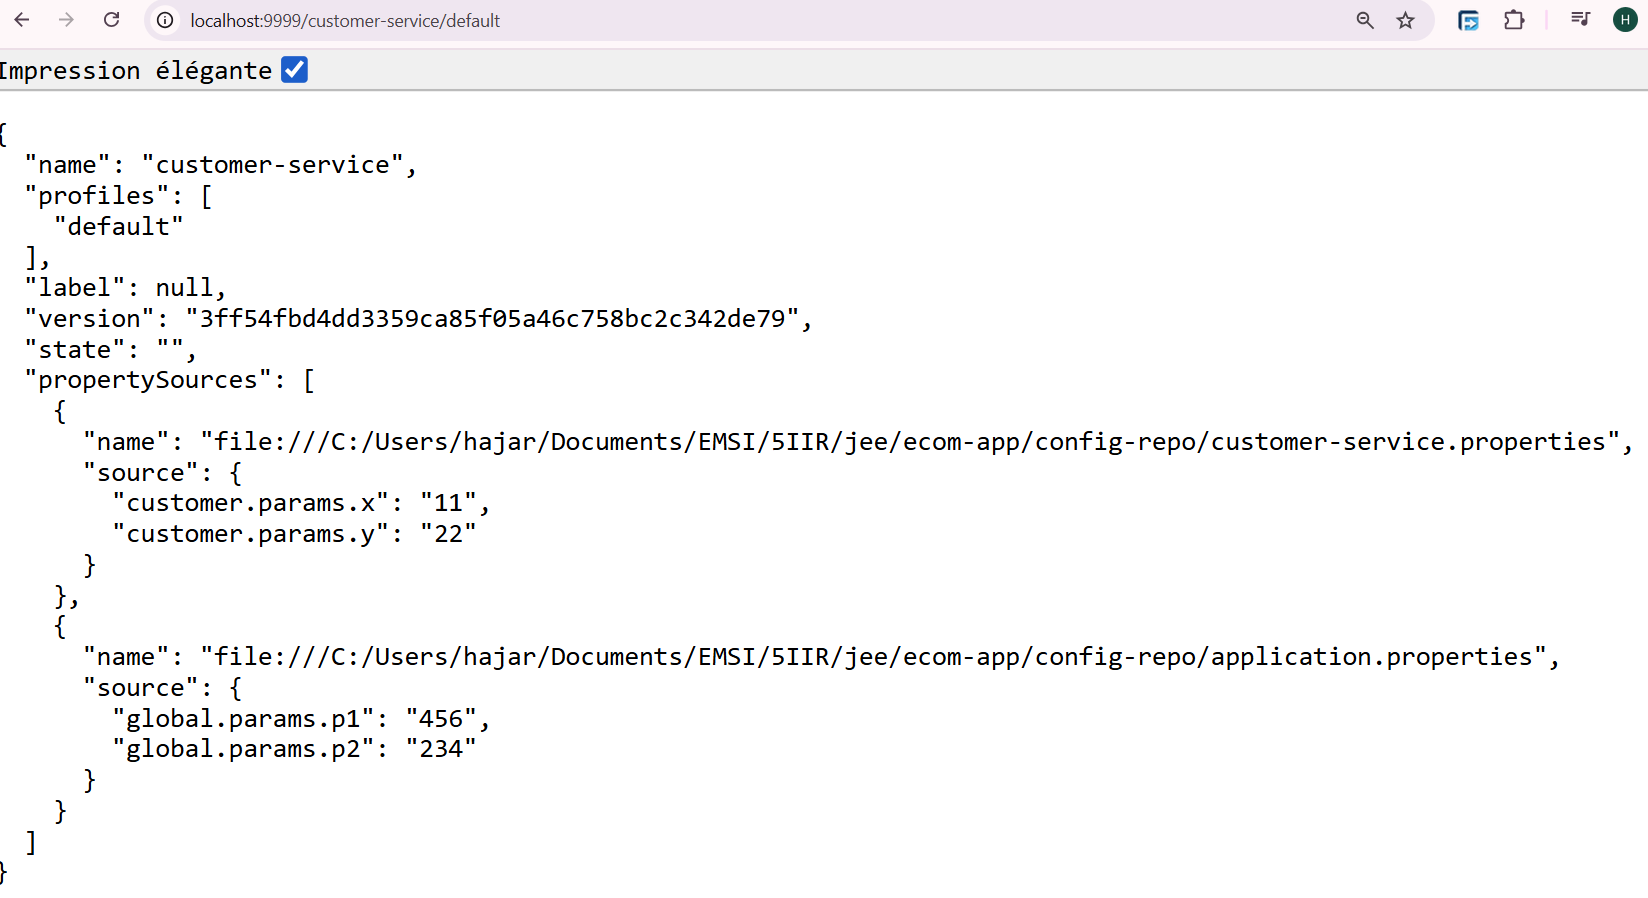 localhost:9999/customer-service/default
H
Impression élégante
{
  "name": "customer-service",
  "profiles": [
    "default"
  ],
  "label": null,
  "version": "3ff54fbd4dd3359ca85f05a46c758bc2c342de79",
  "state": "",
  "propertySources": [
    {
      "name": "file:///C:/Users/hajar/Documents/EMSI/5IIR/jee/ecom-app/config-repo/customer-service.properties",
      "source": {
        "customer.params.x": "11",
        "customer.params.y": "22"
      }
    },
    {
      "name": "file:///C:/Users/hajar/Documents/EMSI/5IIR/jee/ecom-app/config-repo/application.properties",
      "source": {
        "global.params.p1": "456",
        "global.params.p2": "234"
      }
    }
  ]
}